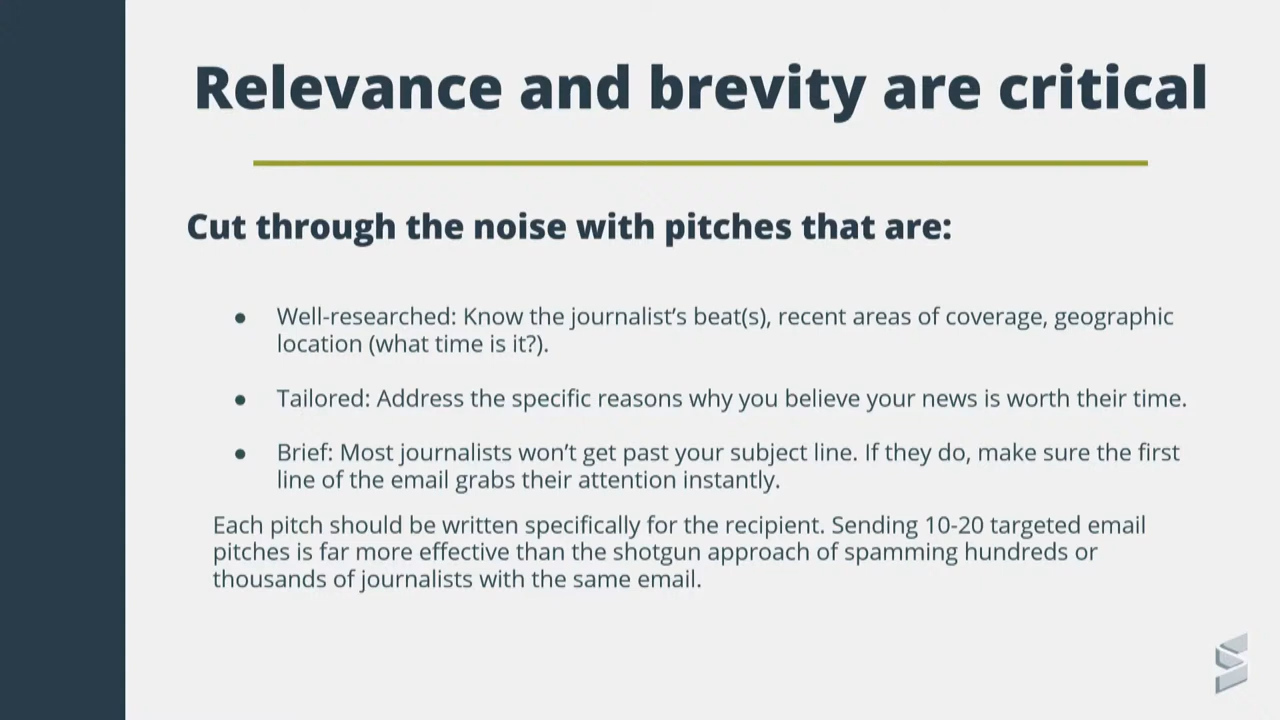 Relevance and brevity are critical
Cut through the noise with pitches that are:
● Well-researched: Know the journalist’s beat(s), recent areas of coverage, geographic
location (what time is it?).
● Tailored: Address the specific reasons why you believe your news is worth their time.
● Brief: Most journalists won’t get past your subject line. If they do, make sure the first
line of the email grabs their attention instantly.
Each pitch should be written specifically for the recipient. Sending 10-20 targeted email
pitches is far more effective than the shotgun approach of spamming hundreds or
thousands of journalists with the same email.